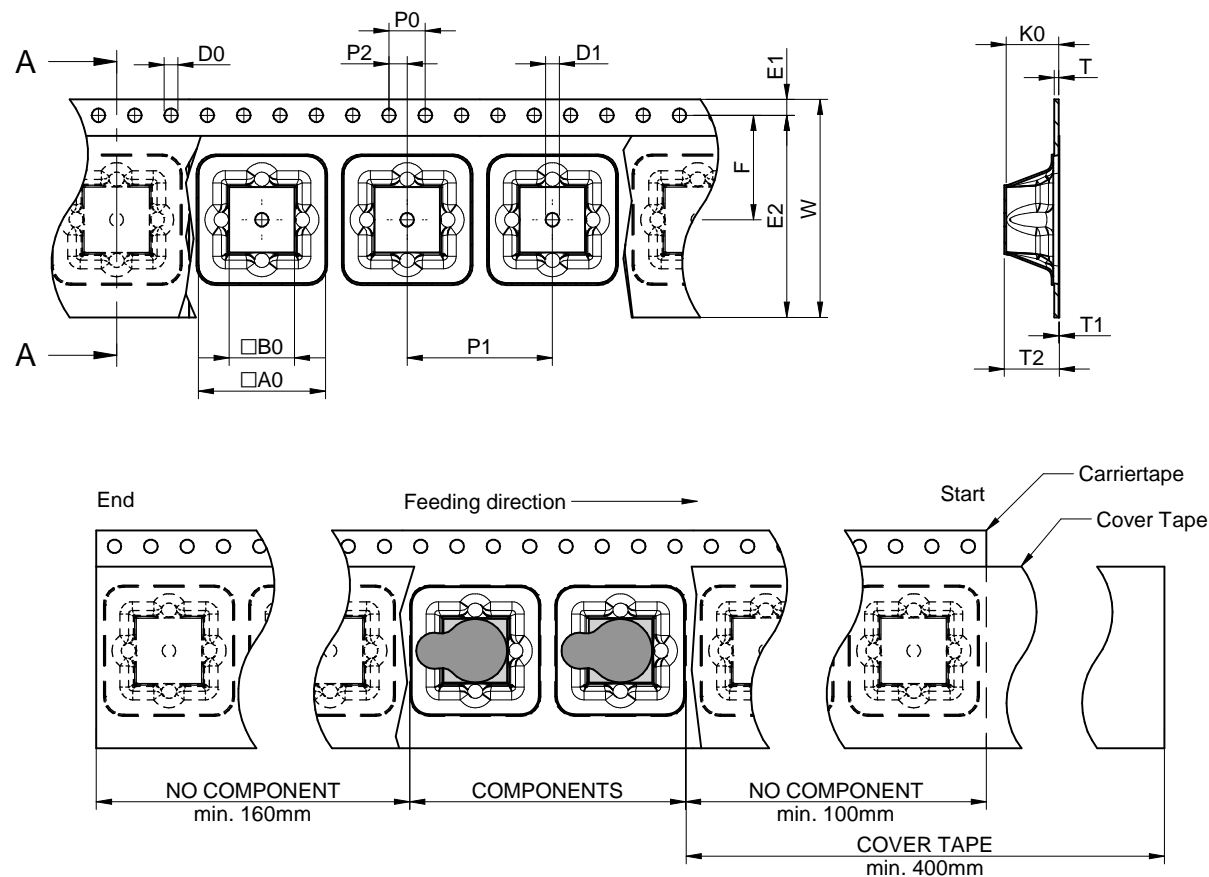 A
D0
P2
P0
D1
E1
K0
T
F
E2
W
A
□B0
□A0
P1
T1
T2
End
Feeding direction
Start
Carriertape
Cover Tape
NO COMPONENT
min. 160mm
COMPONENTS
NO COMPONENT
min. 100mm
COVER TAPE
min. 400mm